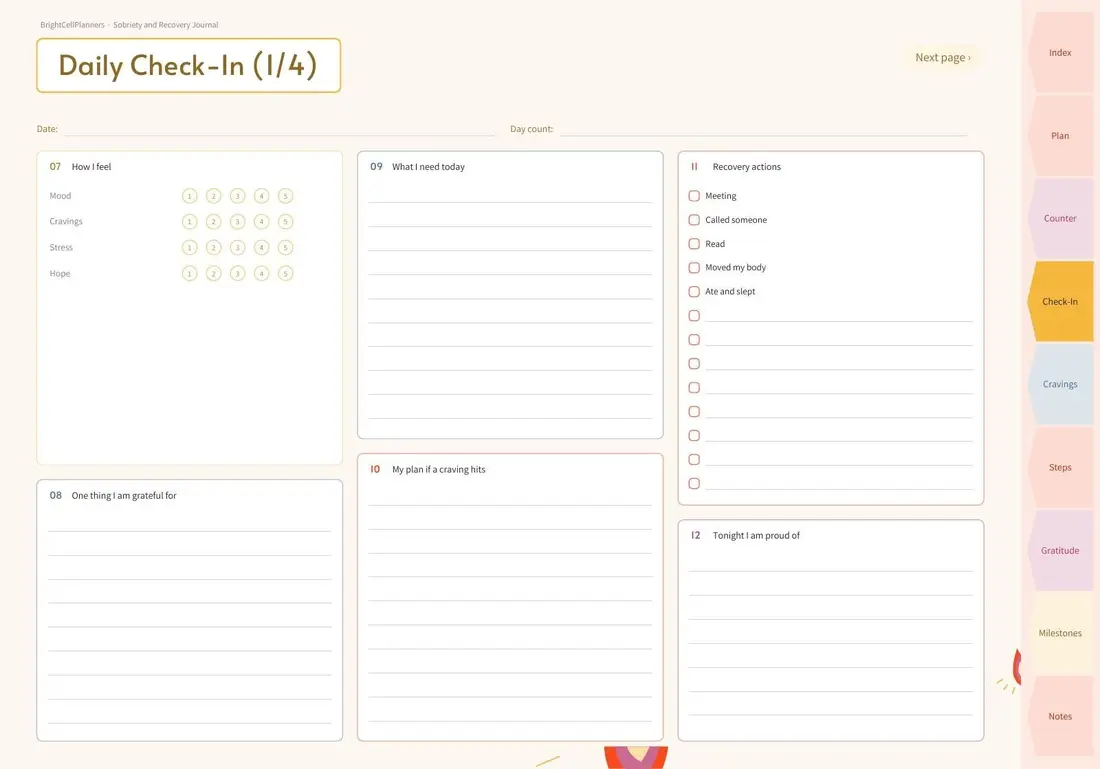 BrightCellPlanners · Sobriety and Recovery Journal
Daily Check-In (1/4)
Next page ›
Date:
Day count:
07 How I feel
Mood 1 2 3 4 5
Cravings 1 2 3 4 5
Stress 1 2 3 4 5
Hope 1 2 3 4 5
08 One thing I am grateful for
09 What I need today
10 My plan if a craving hits
11 Recovery actions
Meeting
Called someone
Read
Moved my body
Ate and slept
12 Tonight I am proud of
Index
Plan
Counter
Check-In
Cravings
Steps
Gratitude
Milestones
Notes